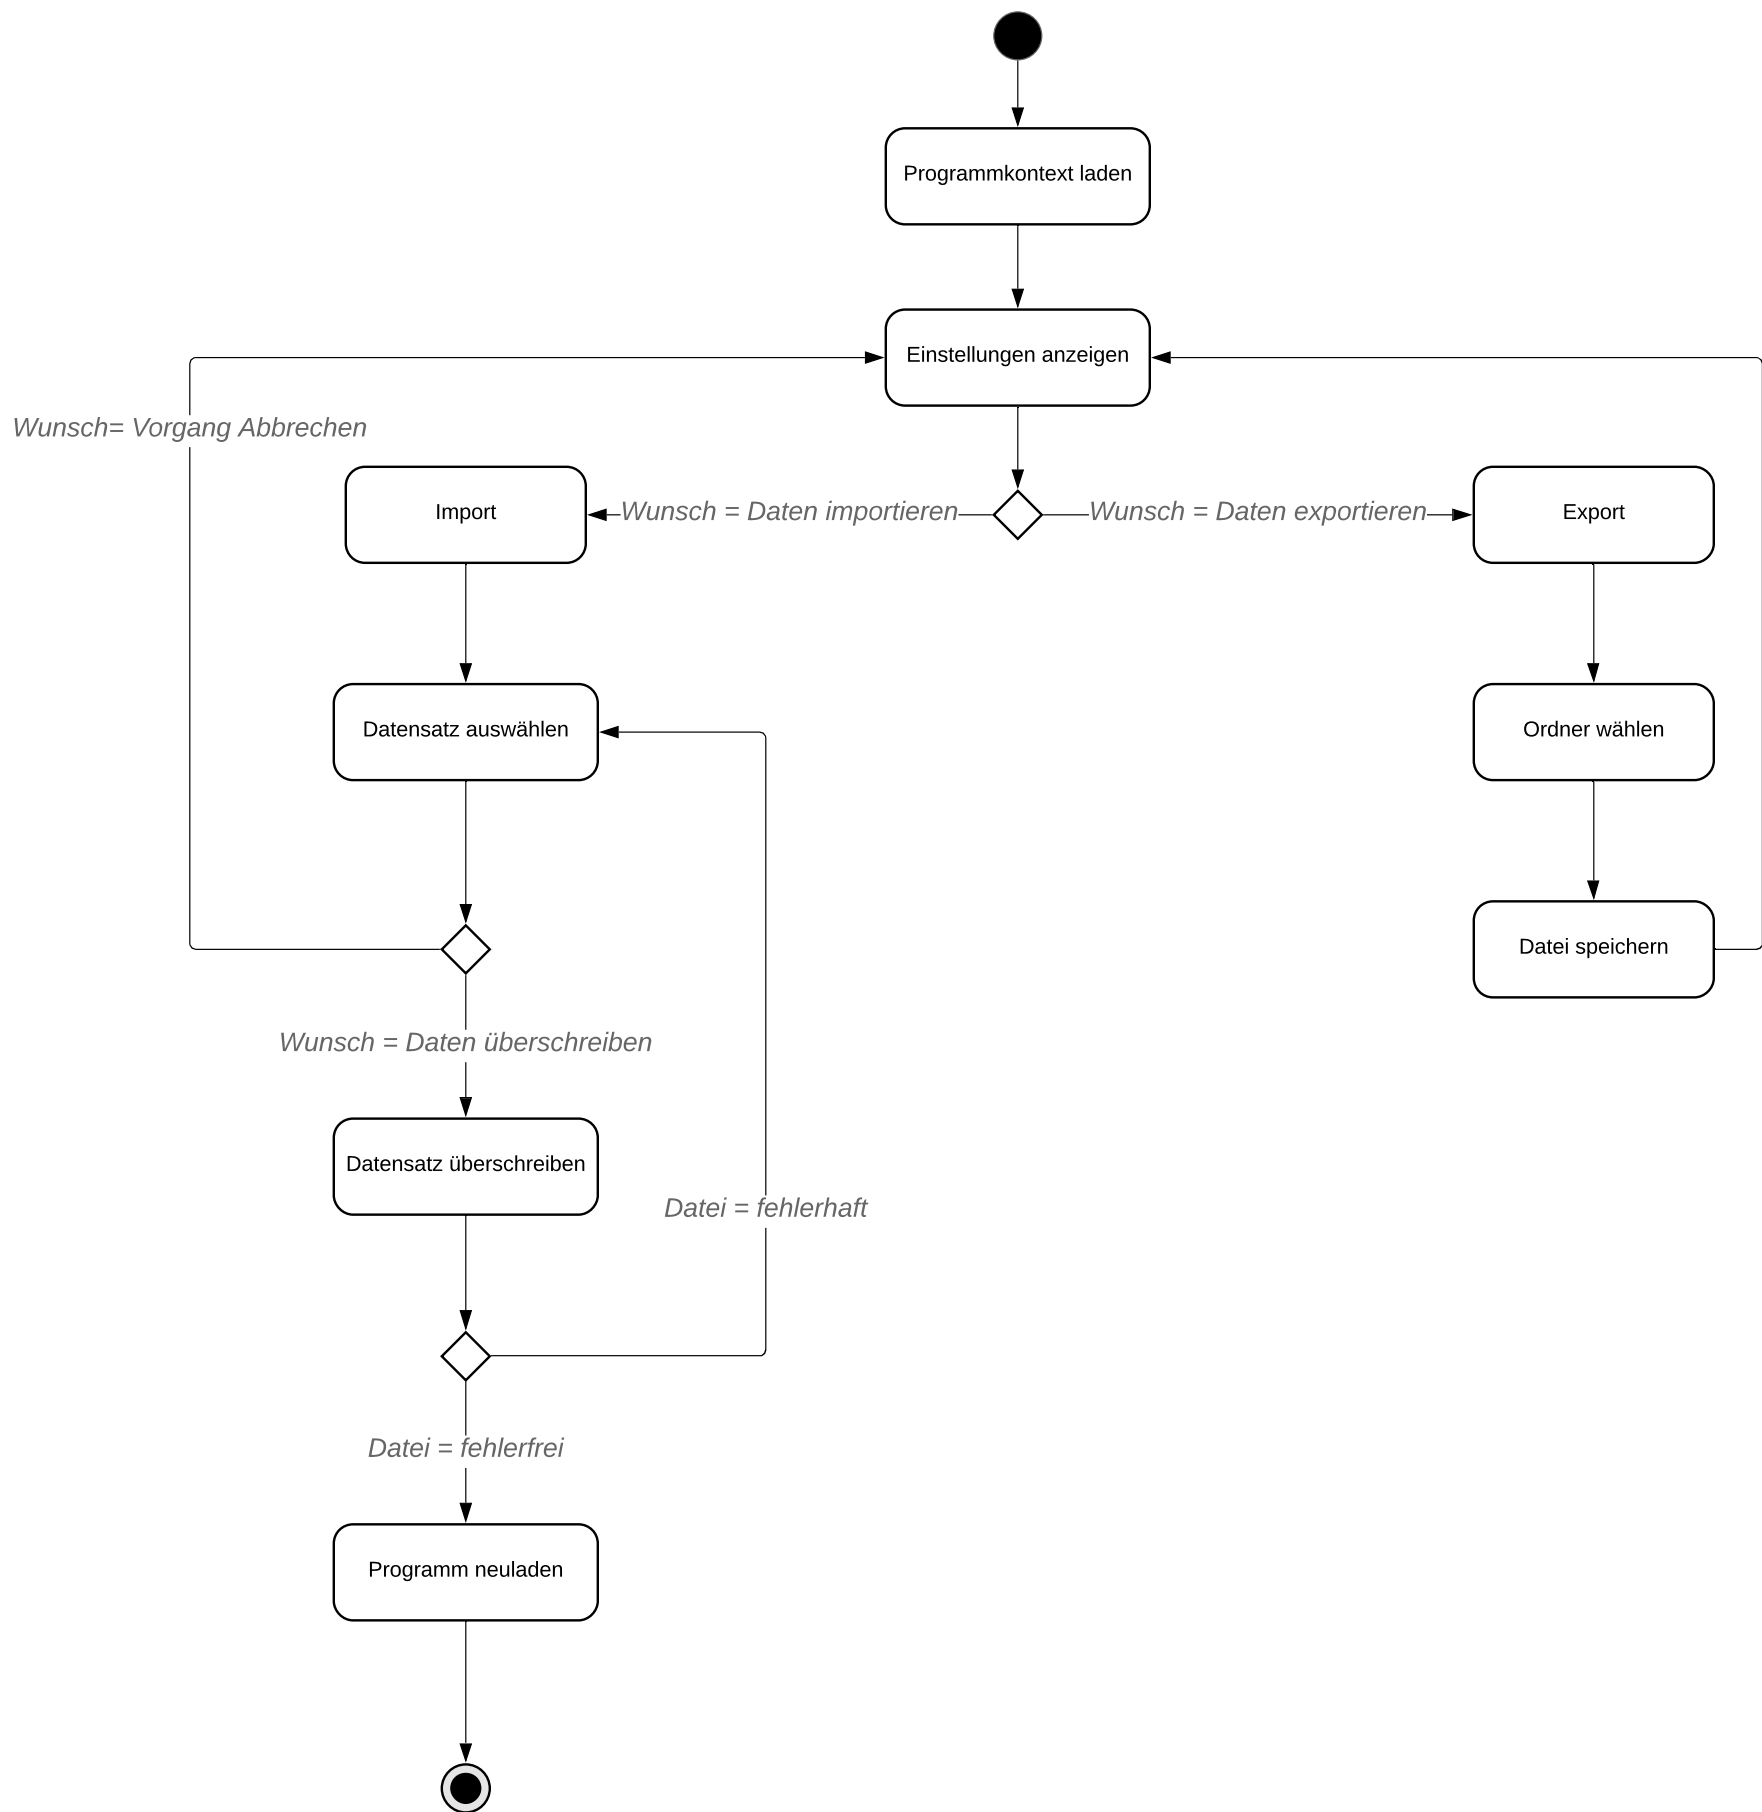 Programmkontext laden
Einstellungen anzeigen
Wunsch= Vorgang Abbrechen
Import
Wunsch = Daten importieren
Wunsch = Daten exportieren
Export
Datensatz auswählen
Ordner wählen
Datei speichern
Wunsch = Daten überschreiben
Datensatz überschreiben
Datei = fehlerhaft
Datei = fehlerfrei
Programm neuladen